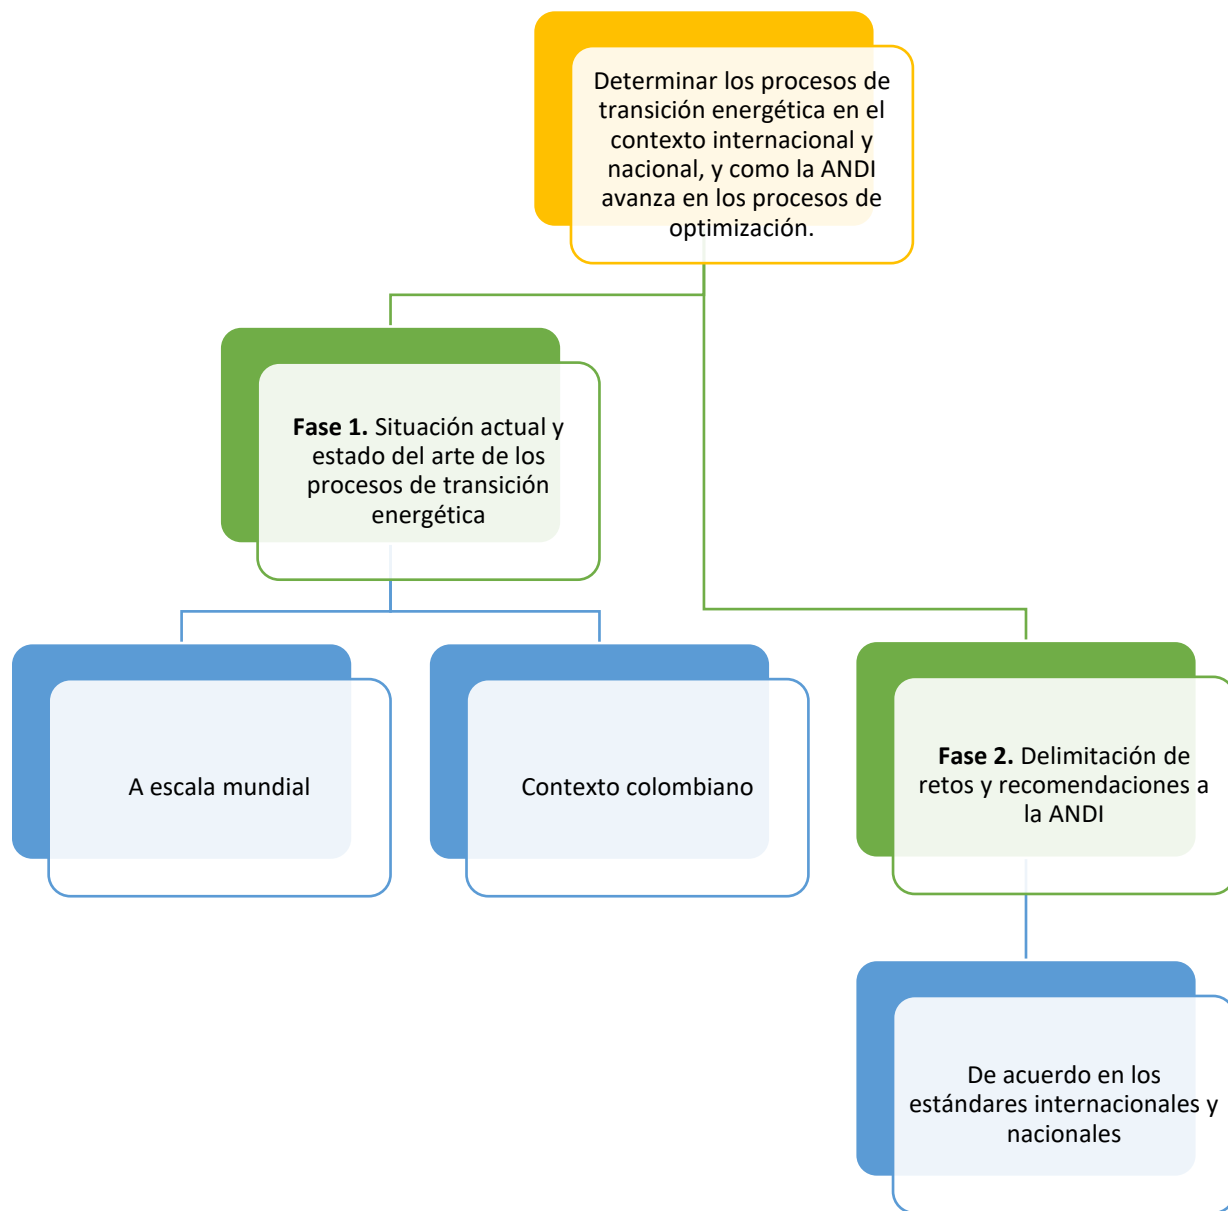 Determinar los procesos de
transición energética en el
contexto internacional y
nacional, y como la ANDI
avanza en los procesos de
optimización.
Fase 1. Situación actual y
estado del arte de los
procesos de transición
energética
A escala mundial
Contexto colombiano
Fase 2. Delimitación de
retos y recomendaciones a
la ANDI
De acuerdo en los
estándares internacionales y
nacionales